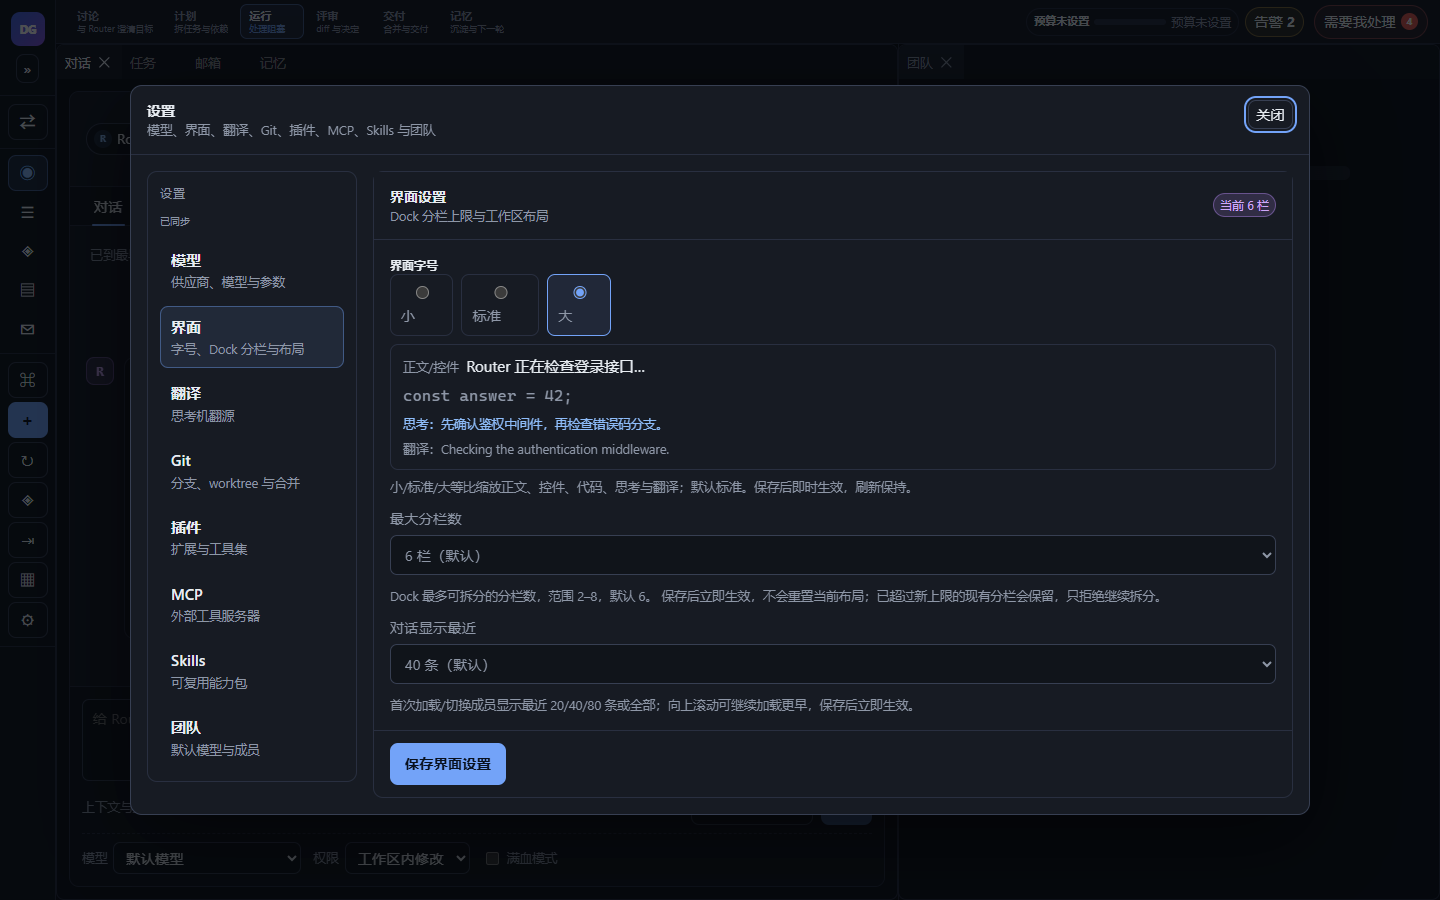 DG
讨论
与 Router 澄清目标
计划
拆任务与依赖
运行
处理阻塞
评审
diff 与决定
交付
合并与交付
记忆
沉淀与下一轮
预算未设置
预算未设置
告警 2
需要我处理 4
对话
任务
邮箱
记忆
团队
设置
模型、界面、翻译、Git、插件、MCP、Skills 与团队
关闭
R
设置
已同步
模型
供应商、模型与参数
界面
字号、Dock 分栏与布局
翻译
思考机翻源
Git
分支、worktree 与合并
插件
扩展与工具集
MCP
外部工具服务器
Skills
可复用能力包
团队
默认模型与成员
界面设置
Dock 分栏上限与工作区布局
当前 6 栏
界面字号
小
标准
大
正文/控件 Router 正在检查登录接口...
const answer = 42;
思考：先确认鉴权中间件，再检查错误码分支。
翻译：Checking the authentication middleware.
小/标准/大等比缩放正文、控件、代码、思考与翻译；默认标准。保存后即时生效，刷新保持。
最大分栏数
6 栏（默认）
Dock 最多可拆分的分栏数，范围 2–8，默认 6。 保存后立即生效，不会重置当前布局；已超过新上限的现有分栏会保留，只拒绝继续拆分。
对话显示最近
40 条（默认）
首次加载/切换成员显示最近 20/40/80 条或全部；向上滚动可继续加载更早，保存后立即生效。
保存界面设置
对话
已到最
R
给 Ro
上下文与
模型 默认模型 权限 工作区内修改 满血模式